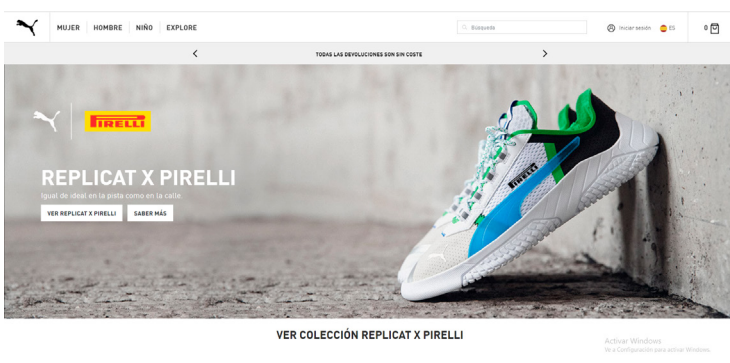 MUJER
HOMBRE
NIÑO
EXPLORE
Búsqueda
Iniciar sesión
ES
0
TODAS LAS DEVOLUCIONES SON SIN COSTE
PIRELLI
REPLICAT X PIRELLI
Igual de ideal en la pista como en la calle.
VER REPLICAT X PIRELLI
SABER MÁS
PIRELLI
VER COLECCIÓN REPLICAT X PIRELLI
Activar Windows
Ve a Configuración para activar Windows.